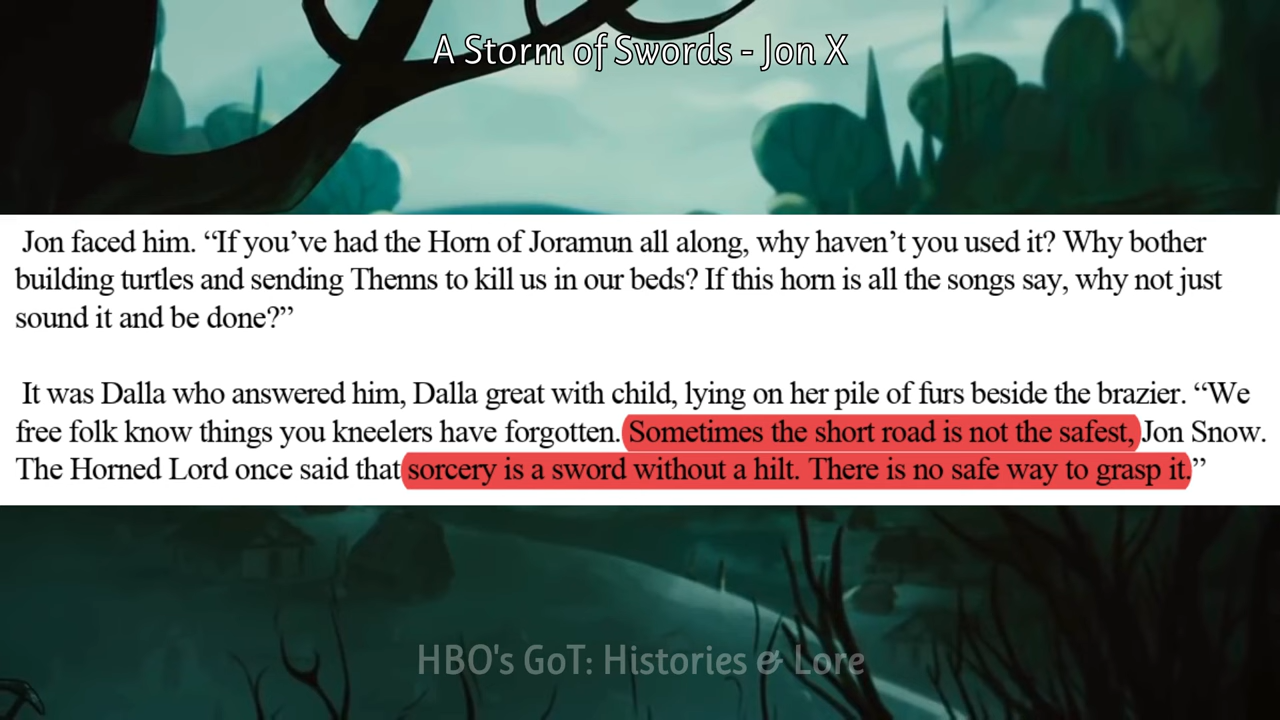 A Storm of Swords - Jon X
Jon faced him. “If you’ve had the Horn of Joramun all along, why haven’t you used it? Why bother
building turtles and sending Thenns to kill us in our beds? If this horn is all the songs say, why not just
sound it and be done?”
It was Dalla who answered him, Dalla great with child, lying on her pile of furs beside the brazier. “We
free folk know things you kneelers have forgotten. Sometimes the short road is not the safest, Jon Snow.
The Horned Lord once said that sorcery is a sword without a hilt. There is no safe way to grasp it.”
HBO's GoT: Histories & Lore